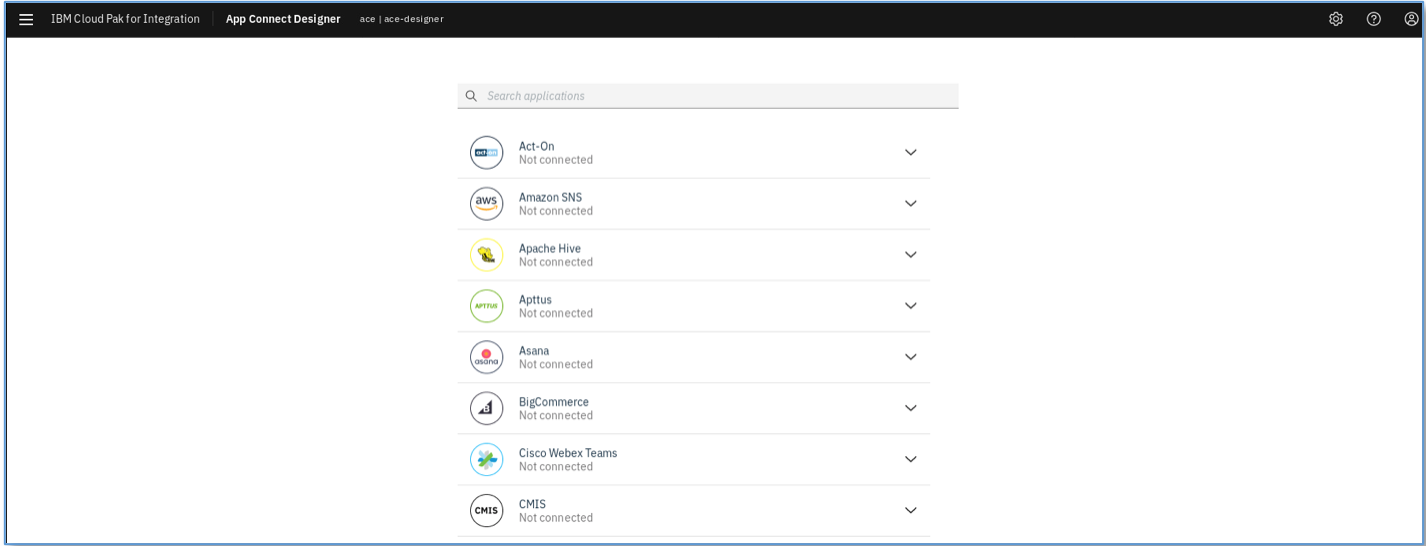 IBM Cloud Pak for Integration App Connect Designer ace | ace-designer
Search applications
act-on
Act-On
Not connected
aws
Amazon SNS
Not connected
Apache Hive
Not connected
APTTUS
Apttus
Not connected
asana
Asana
Not connected
B
BigCommerce
Not connected
Cisco Webex Teams
Not connected
CMIS
CMIS
Not connected